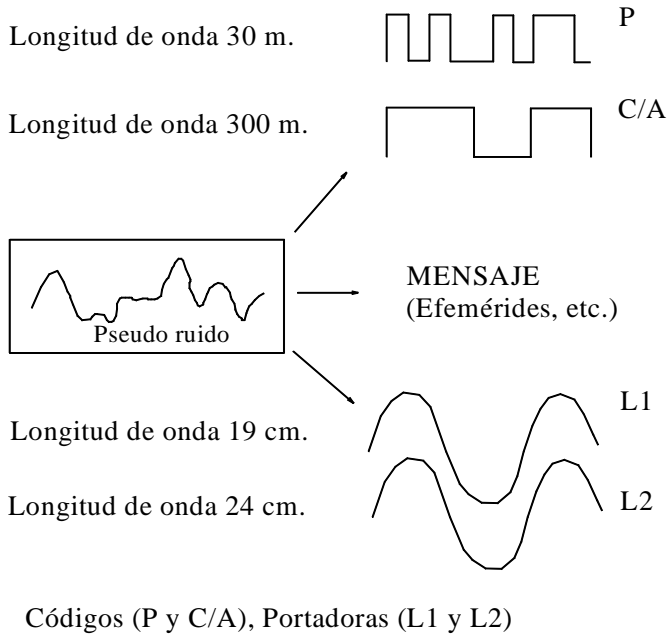 Longitud de onda 30 m.
P
Longitud de onda 300 m.
C/A
Pseudo ruido
MENSAJE
(Efemérides, etc.)
Longitud de onda 19 cm.
L1
Longitud de onda 24 cm.
L2
Códigos (P y C/A), Portadoras (L1 y L2)